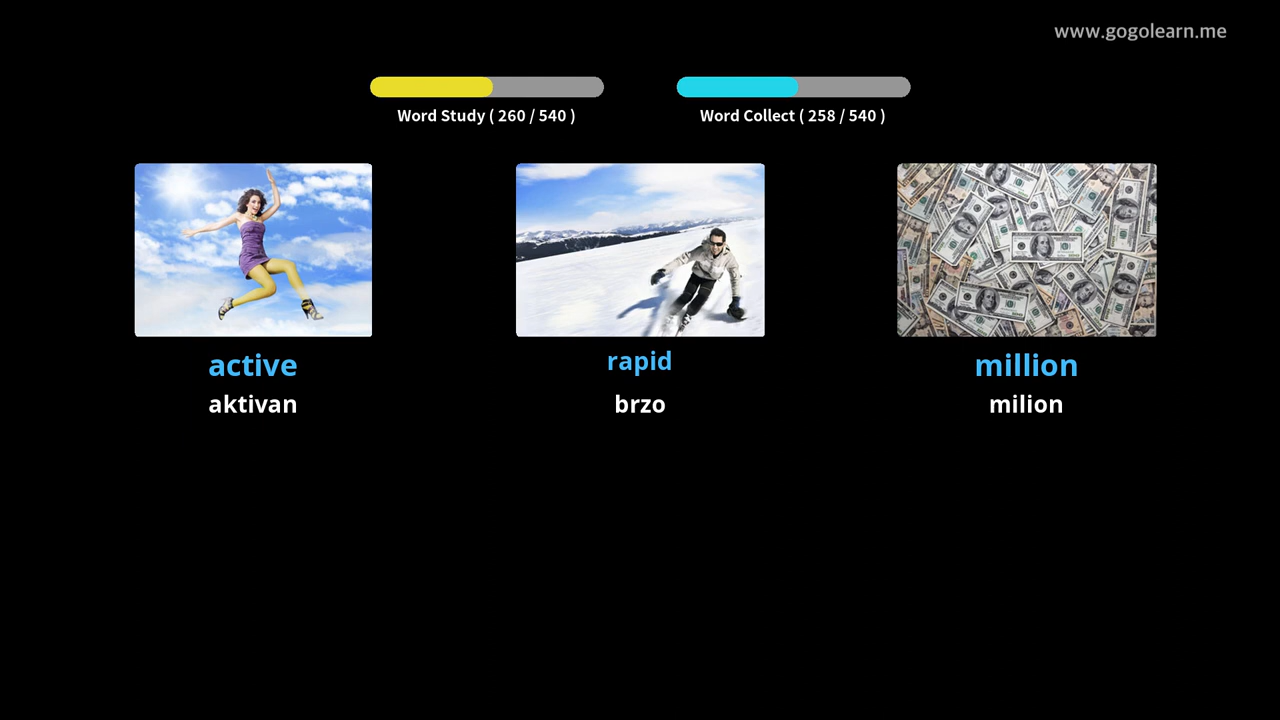 www.gogolearn.me
Word Study ( 260 / 540 )
Word Collect ( 258 / 540 )
active
aktivan
rapid
brzo
million
milion